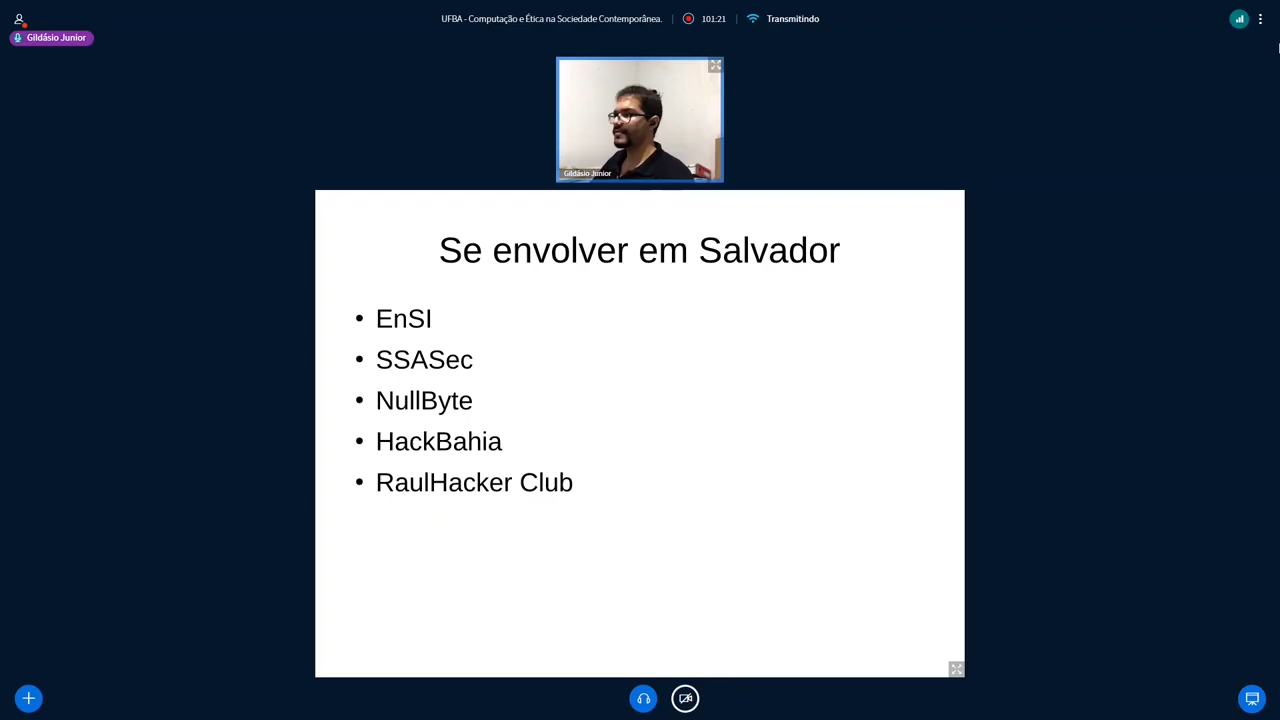 UFBA - Computação e Ética na Sociedade Contemporânea.
101:21
Transmitindo
Gildásio Junior
Gildásio Junior
Se envolver em Salvador
• EnSI
• SSASec
• NullByte
• HackBahia
• RaulHacker Club